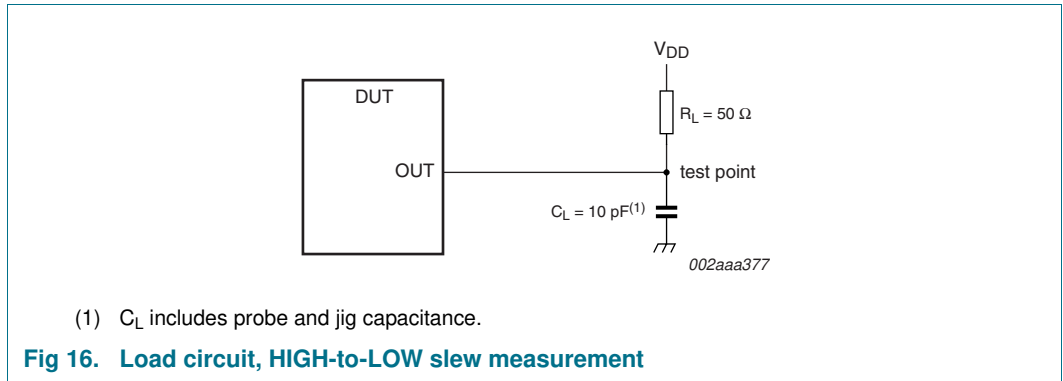 V_DD
DUT
R_L = 50 Ω
OUT
test point
C_L = 10 pF(1)
002aaa377
(1) C_L includes probe and jig capacitance.
Fig 16. Load circuit, HIGH-to-LOW slew measurement